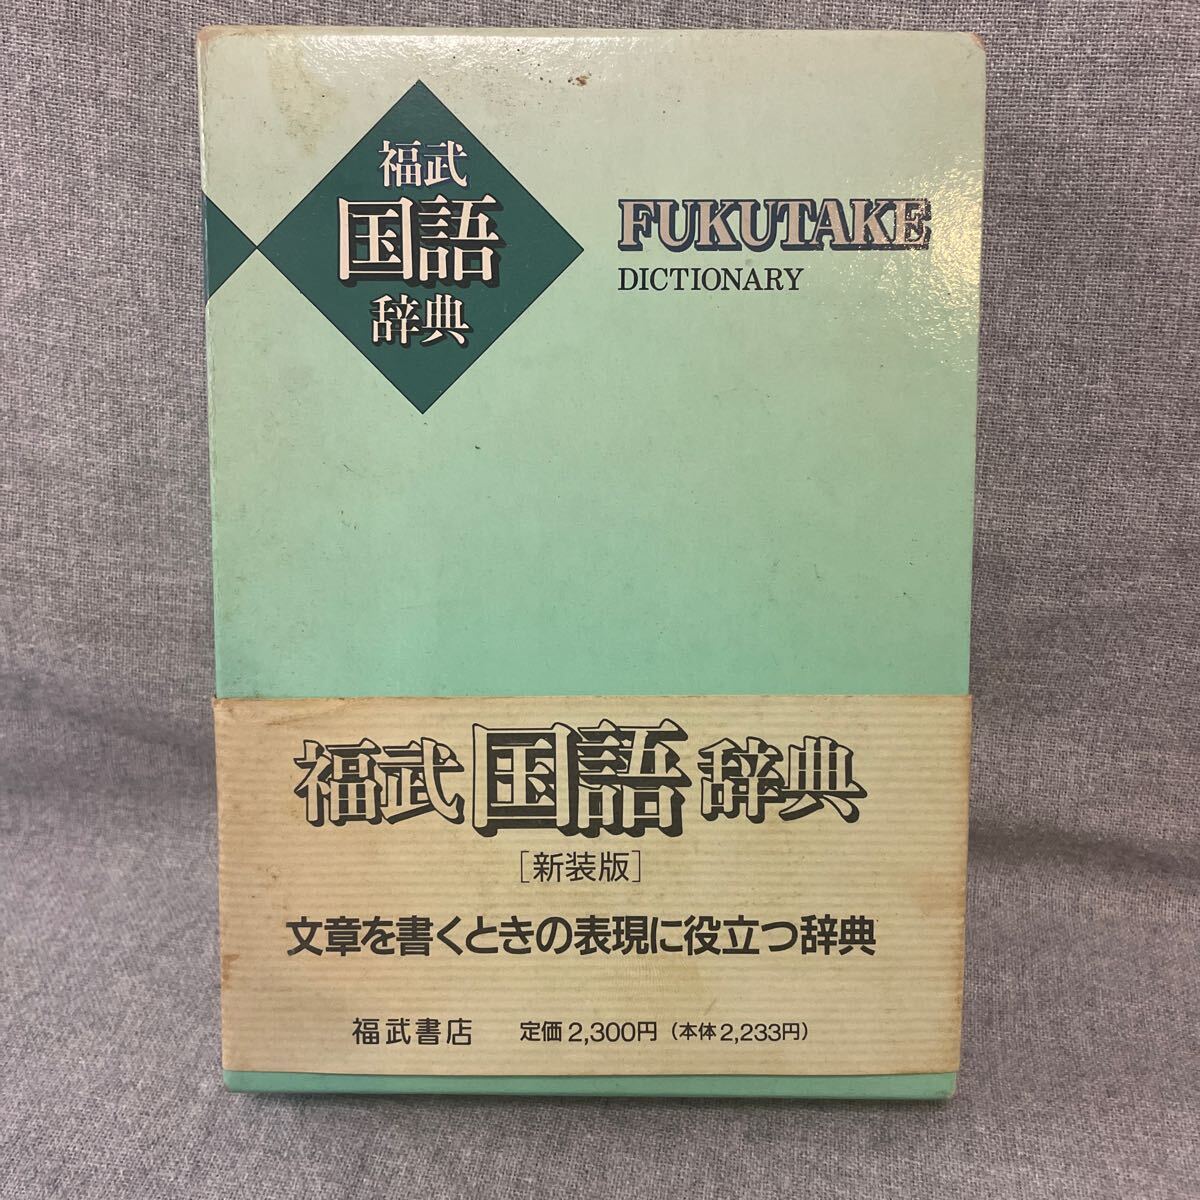 福武
国語
辞典
FUKUTAKE
DICTIONARY
福武国語辞典
[新装版]
文章を書くときの表現に役立つ辞典
福武書店 定価2,300円(本体2,233円)